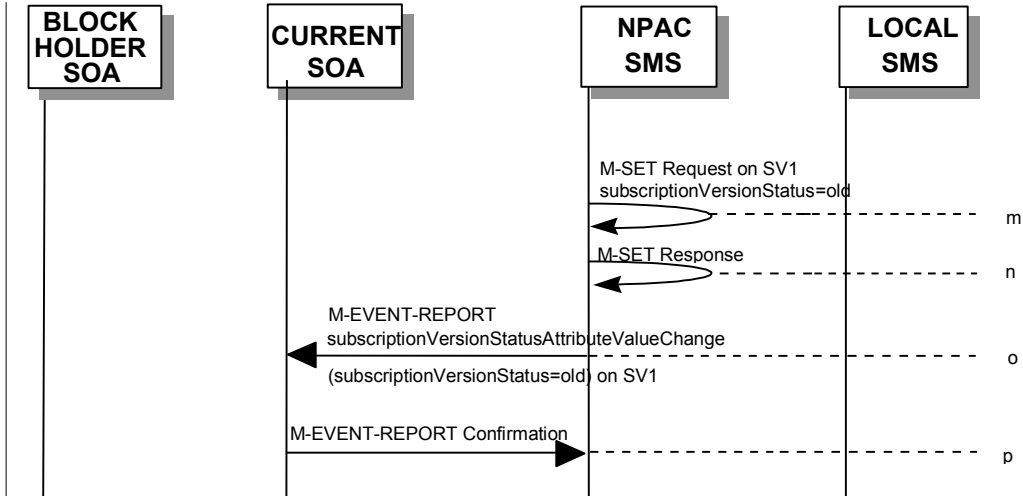 BLOCK
HOLDER
SOA
CURRENT
SOA
NPAC
SMS
LOCAL
SMS
M-SET Request on SV1
subscriptionVersionStatus=old
m
M-SET Response
n
M-EVENT-REPORT
subscriptionVersionStatusAttributeValueChange
(subscriptionVersionStatus=old) on SV1
o
M-EVENT-REPORT Confirmation
p